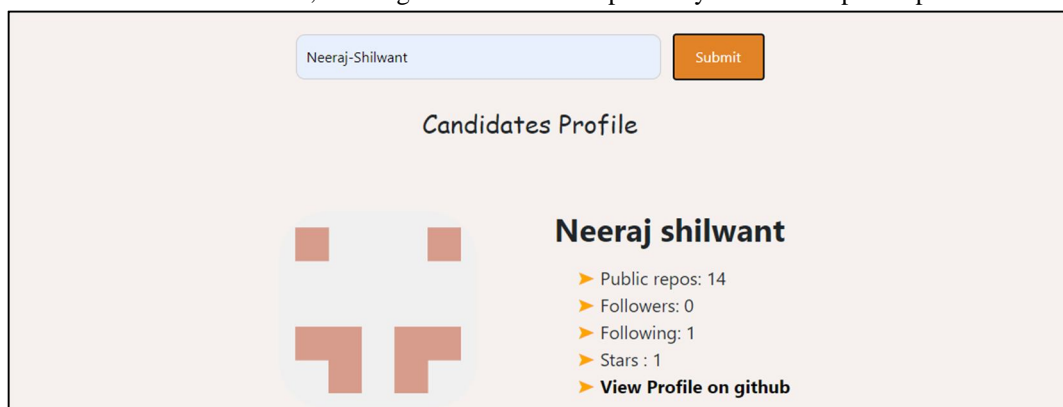 Neeraj-Shilwant
Submit
Candidates Profile
Neeraj shilwant
➤ Public repos: 14
➤ Followers: 0
➤ Following: 1
➤ Stars : 1
➤ View Profile on github